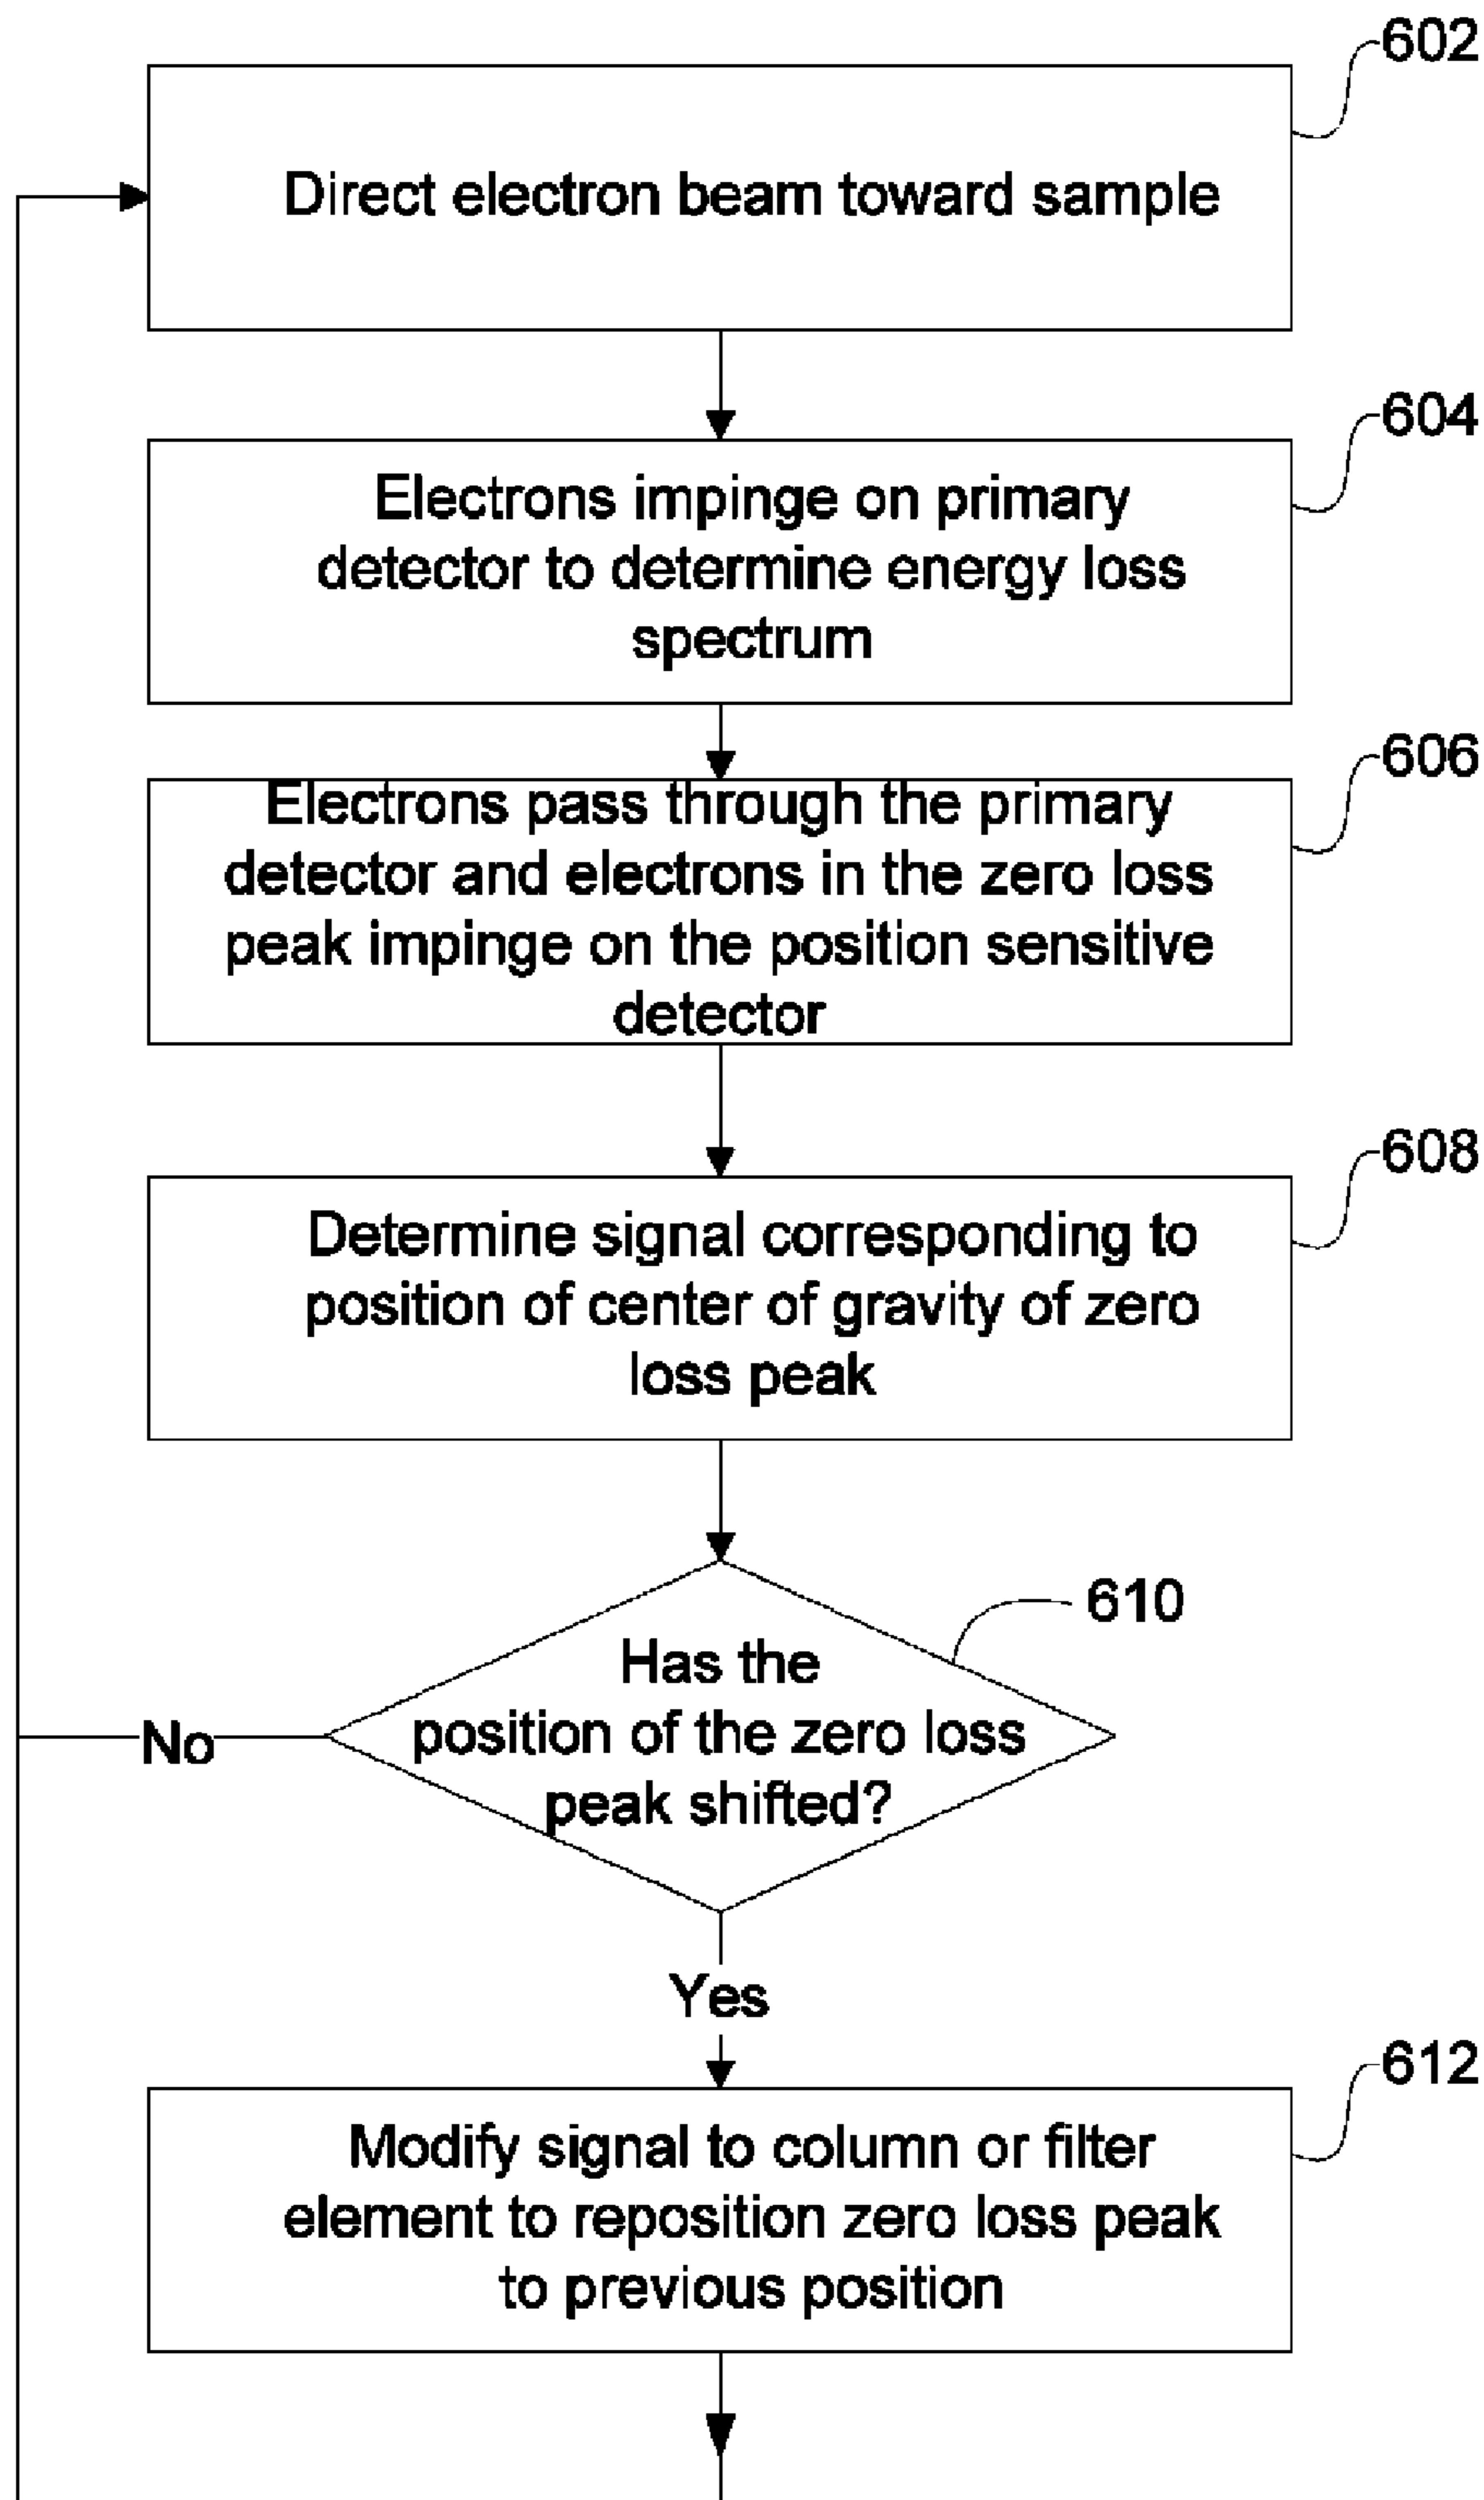 602
Direct electron beam toward sample
604
Electrons impinge on primary
detector to determine energy loss
spectrum
606
Electrons pass through the primary
detector and electrons in the zero loss
peak impinge on the position sensitive
detector
608
Determine signal corresponding to
position of center of gravity of zero
loss peak
610
Has the
position of the zero loss
peak shifted?
No
Yes
612
Modify signal to column or filter
element to reposition zero loss peak
to previous position